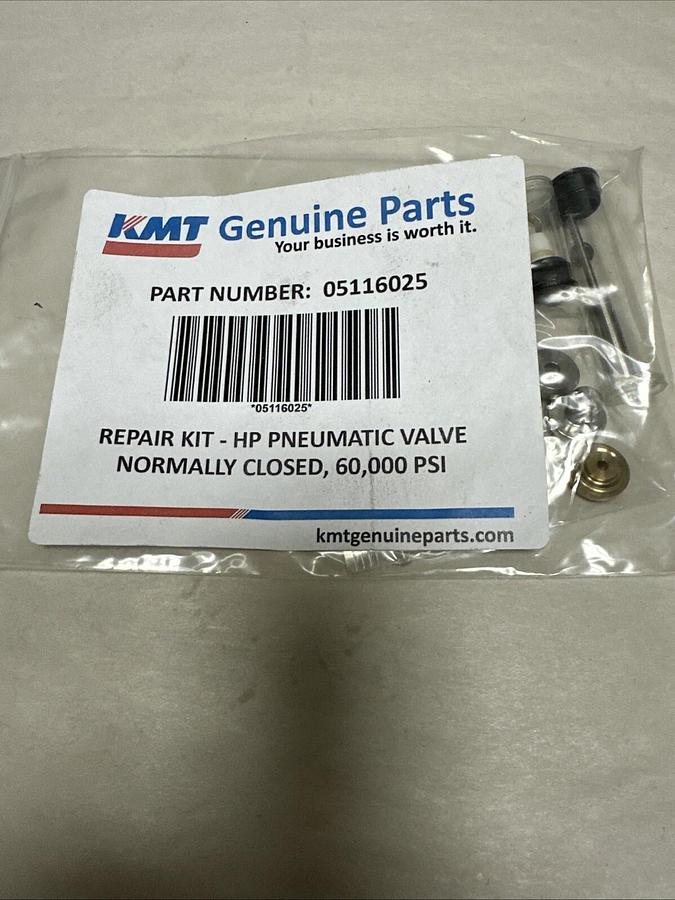 KMT Genuine Parts
Your business is worth it.
PART NUMBER: 05116025
*05116025*
REPAIR KIT - HP PNEUMATIC VALVE
NORMALLY CLOSED, 60,000 PSI
kmtgenuineparts.com